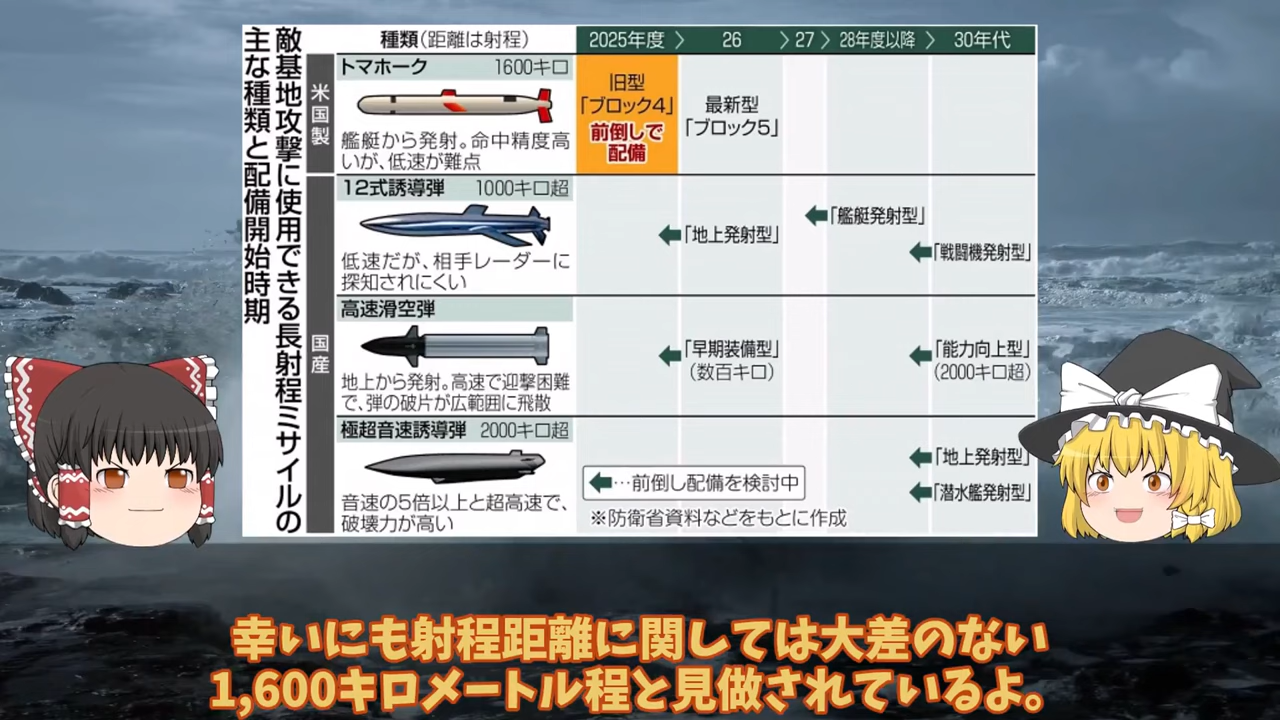 敵基地攻撃に使用できる長射程ミサイルの
主な種類と配備開始時期
種類(距離は射程)
2025年度
26
27
28年度以降
30年代
米国製
トマホーク 1600キロ
艦艇から発射。命中精度高
いが、低速が難点
旧型
「ブロック4」
前倒しで
配備
最新型
「ブロック5」
国産
12式誘導弾 1000キロ超
低速だが、相手レーダーに
探知されにくい
「地上発射型」
「艦艇発射型」
「戦闘機発射型」
高速滑空弾
地上から発射。高速で迎撃困難
で、弾の破片が広範囲に飛散
「早期装備型」
(数百キロ)
「能力向上型」
(2000キロ超)
極超音速誘導弾 2000キロ超
音速の5倍以上と超高速で、
破壊力が高い
「地上発射型」
「潜水艦発射型」
…前倒し配備を検討中
※防衛省資料などをもとに作成
幸いにも射程距離に関しては大差のない
1,600キロメートル程と見做されているよ。